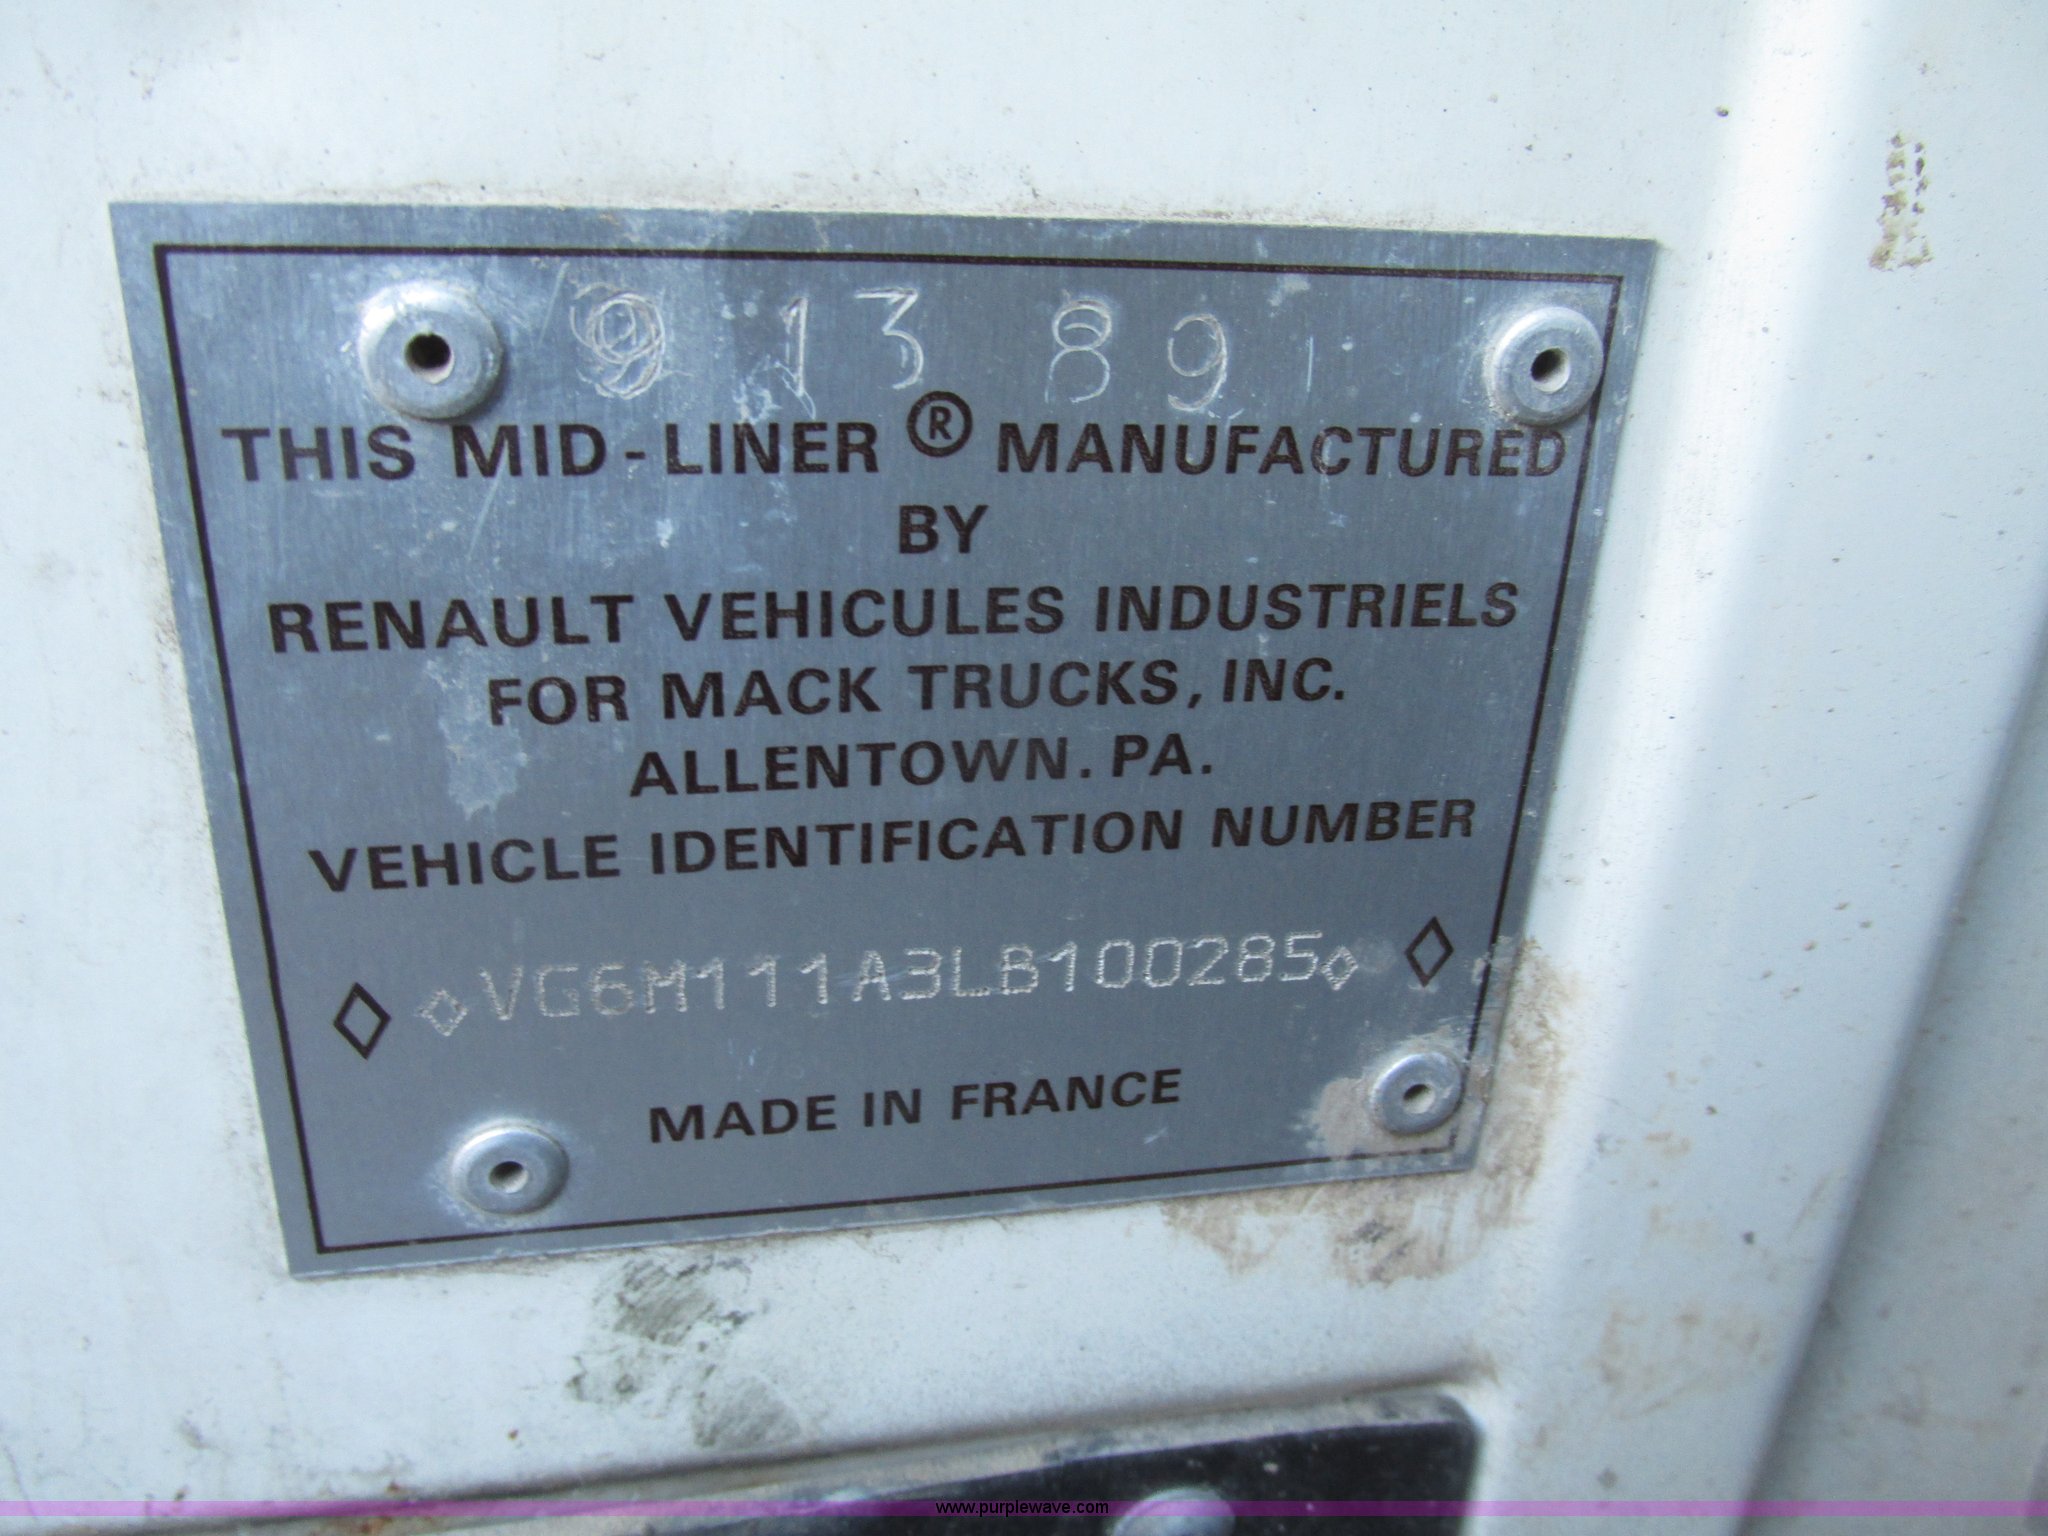 9 13 89
THIS MID-LINER ® MANUFACTURED
BY
RENAULT VEHICULES INDUSTRIELS
FOR MACK TRUCKS, INC.
ALLENTOWN. PA.
VEHICLE IDENTIFICATION NUMBER
◇ ◇VG6M111A3LB100285◇ ◇
MADE IN FRANCE
www.purplewave.com